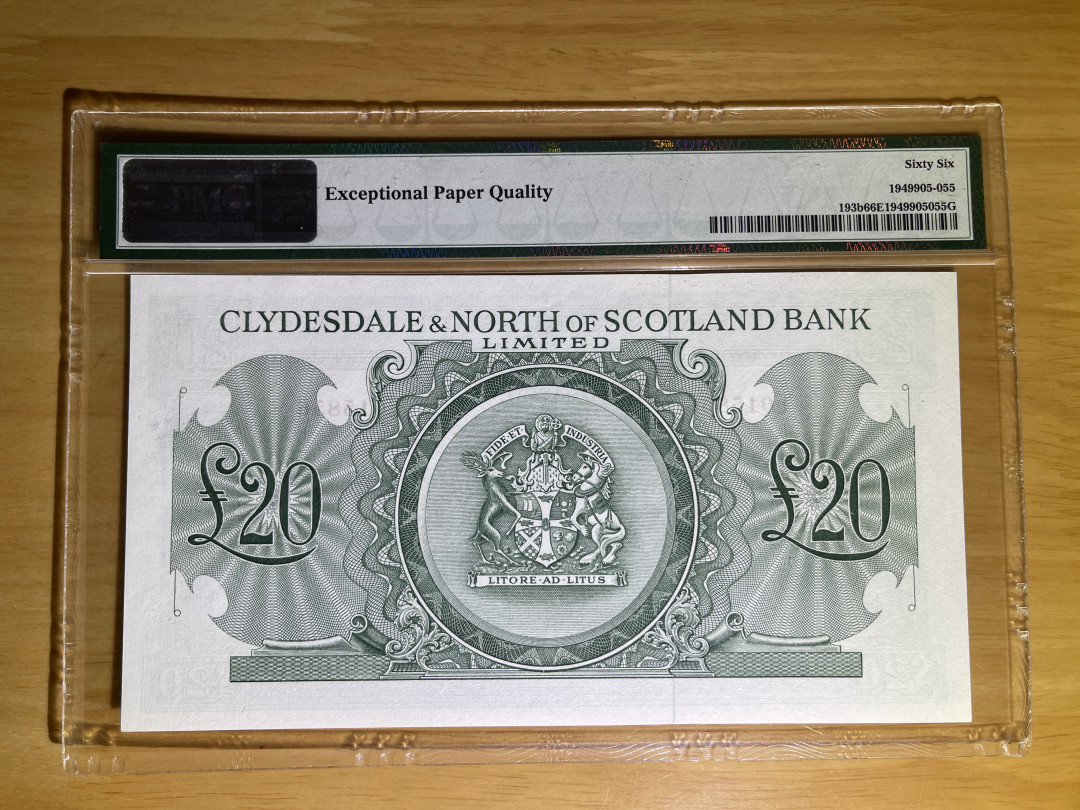 PMG
Exceptional Paper Quality
Sixty Six
1949905-055
193b66E1949905055G
CLYDESDALE & NORTH OF SCOTLAND BANK
LIMITED
FIDE·ET INDUSTRIA
£20 £20
LITORE·AD·LITUS